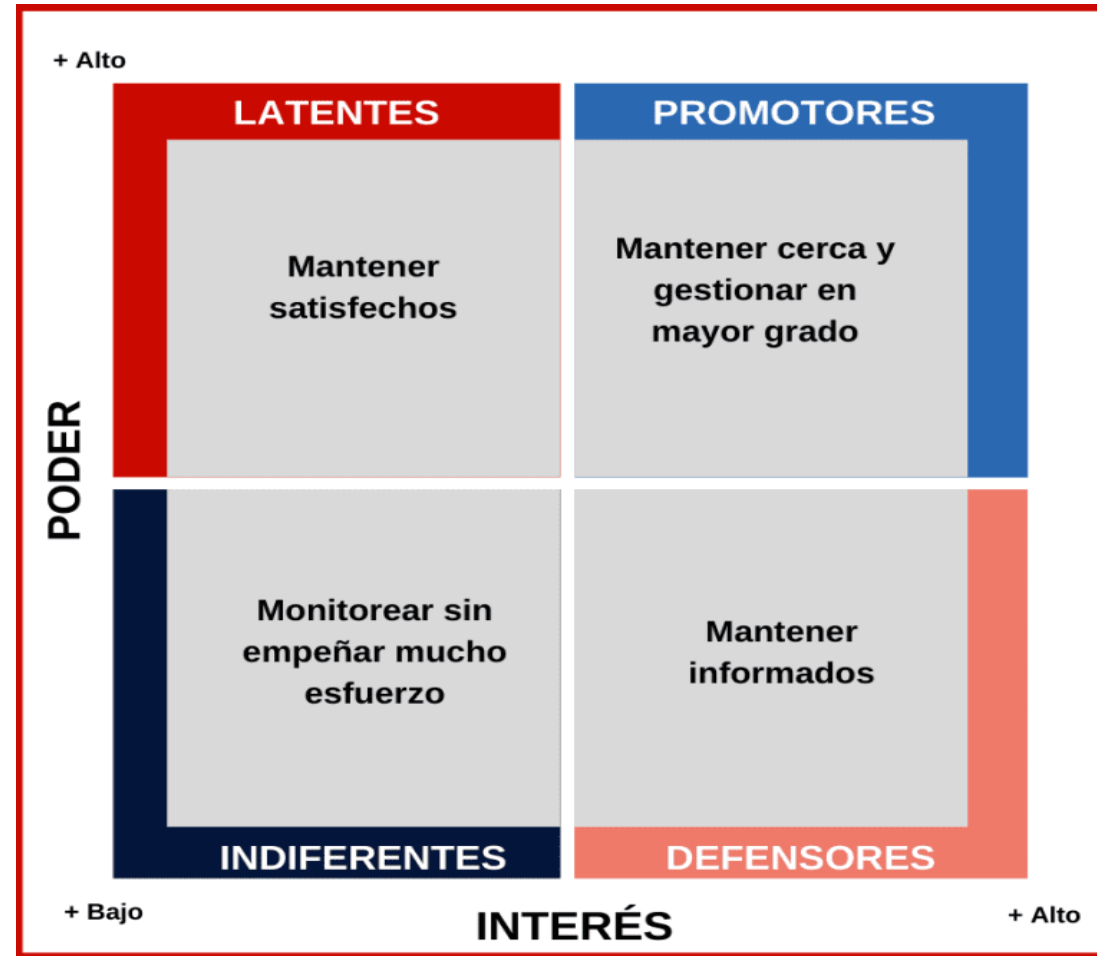 + Alto
LATENTES
PROMOTORES
Mantener
satisfechos
Mantener cerca y
gestionar en
mayor grado
PODER
Monitorear sin
empeñar mucho
esfuerzo
Mantener
informados
INDIFERENTES
DEFENSORES
+ Bajo
INTERÉS
+ Alto